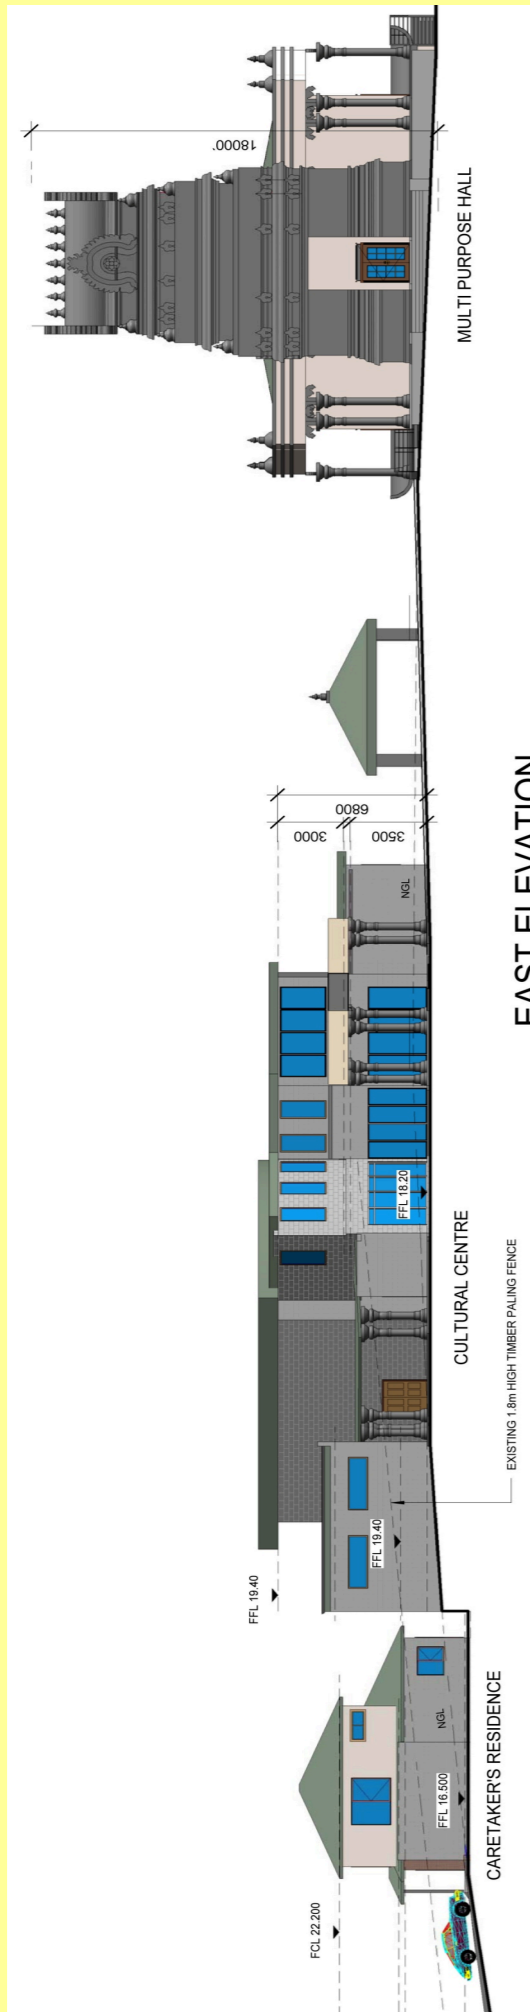 FCL 22.200
FFL 16.500
NGL
CARETAKER'S RESIDENCE
FFL 19.40
FFL 19.40
EXISTING 1.8m HIGH TIMBER PALING FENCE
FFL 18.20
CULTURAL CENTRE
NGL
3000
3500
6800
EAST ELEVATION
18000
MULTI PURPOSE HALL